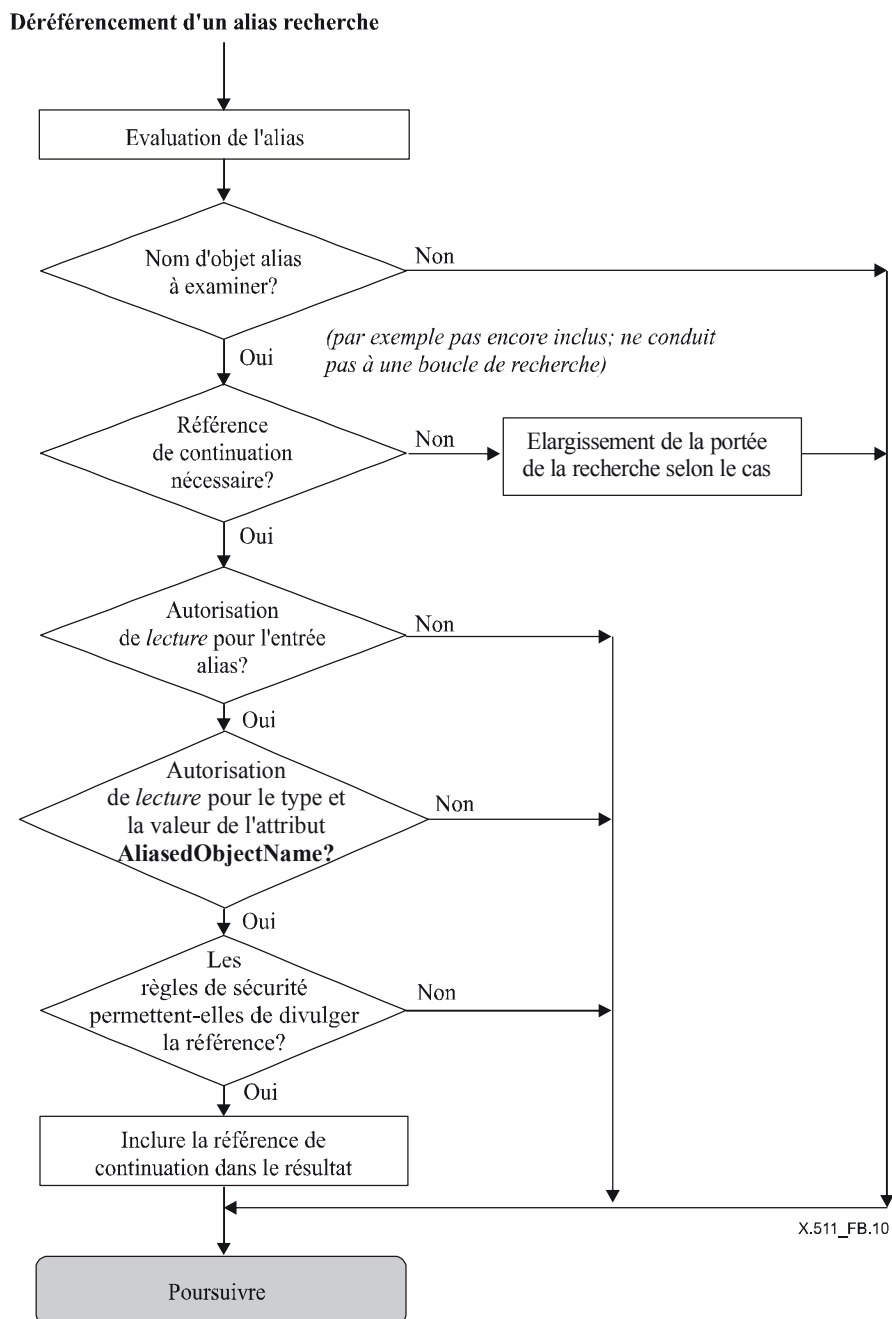 Déréférencement d'un alias recherche
Evaluation de l'alias
Nom d'objet alias
à examiner?
Non
(par exemple pas encore inclus; ne conduit
pas à une boucle de recherche)
Oui
Référence
de continuation
nécessaire?
Non
Elargissement de la portée
de la recherche selon le cas
Oui
Autorisation
de lecture pour l'entrée
alias?
Non
Oui
Autorisation
de lecture pour le type et
la valeur de l'attribut
AliasedObjectName?
Non
Oui
Les
règles de sécurité
permettent-elles de divulger
la référence?
Non
Oui
Inclure la référence de
continuation dans le résultat
X.511_FB.10
Poursuivre